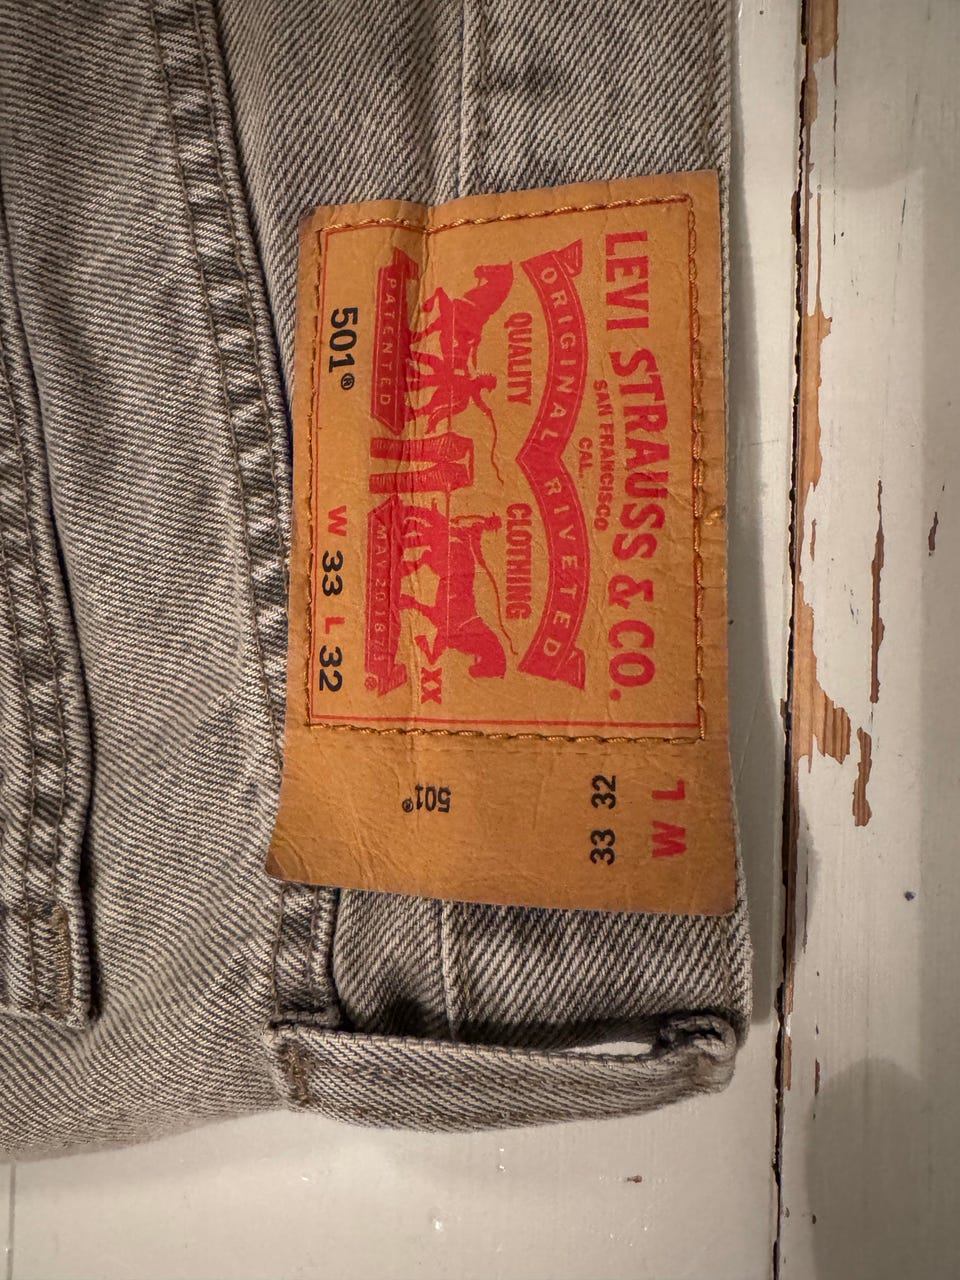 LEVI STRAUSS & CO.
SAN FRANCISCO
CAL.
ORIGINAL RIVETED
QUALITY CLOTHING
XX
PATENTED
MAY 20 1873
®
501®
W 33 L 32
W L
33 32
501®